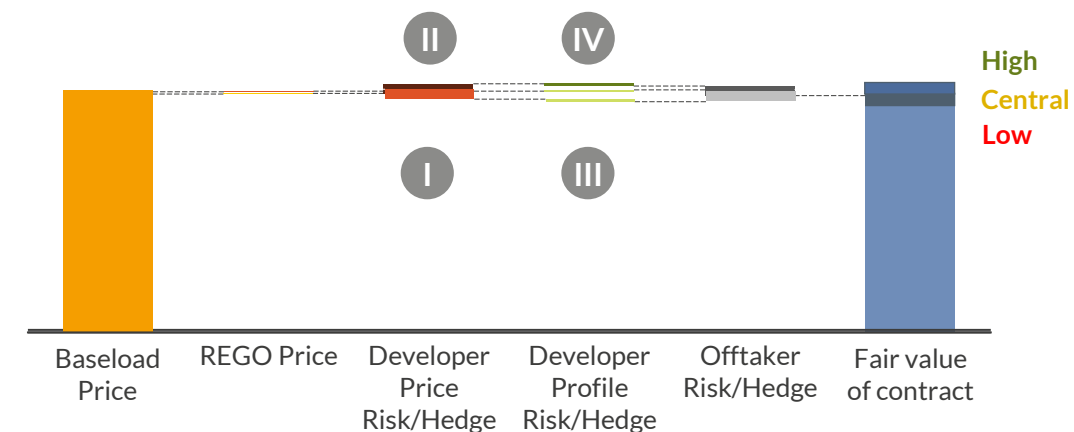 II
IV
High
Central
Low
I
III
Baseload
Price
REGO Price
Developer
Price
Risk/Hedge
Developer
Profile
Risk/Hedge
Offtaker
Risk/Hedge
Fair value
of contract